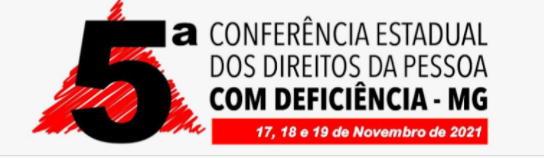 5ª CONFERÊNCIA ESTADUAL
DOS DIREITOS DA PESSOA
COM DEFICIÊNCIA - MG
17, 18 e 19 de Novembro de 2021